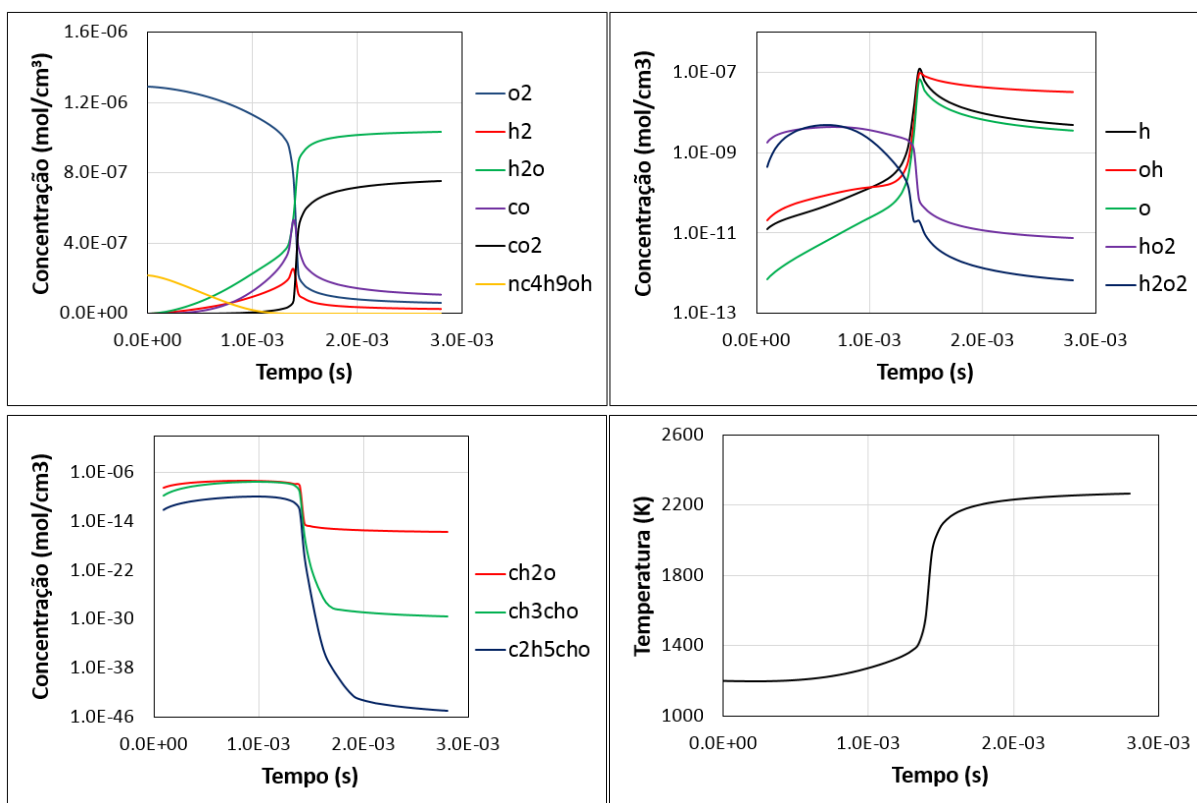 Concentração (mol/cm³)
1.6E-06
1.2E-06
8.0E-07
4.0E-07
0.0E+00
0.0E+00 1.0E-03 2.0E-03 3.0E-03
Tempo (s)
o2
h2
h2o
co
co2
nc4h9oh
Concentração (mol/cm3)
1.0E-07
1.0E-09
1.0E-11
1.0E-13
0.0E+00 1.0E-03 2.0E-03 3.0E-03
Tempo (s)
h
oh
o
ho2
h2o2
Concentração (mol/cm3)
1.0E-06
1.0E-14
1.0E-22
1.0E-30
1.0E-38
1.0E-46
0.0E+00 1.0E-03 2.0E-03 3.0E-03
Tempo (s)
ch2o
ch3cho
c2h5cho
Temperatura (K)
2600
2200
1800
1400
1000
0.0E+00 1.0E-03 2.0E-03 3.0E-03
Tempo (s)